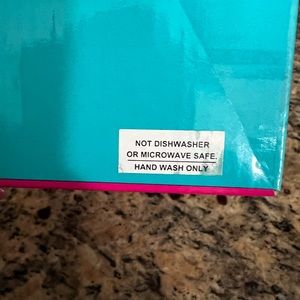 NOT DISHWASHER
OR MICROWAVE SAFE.
HAND WASH ONLY